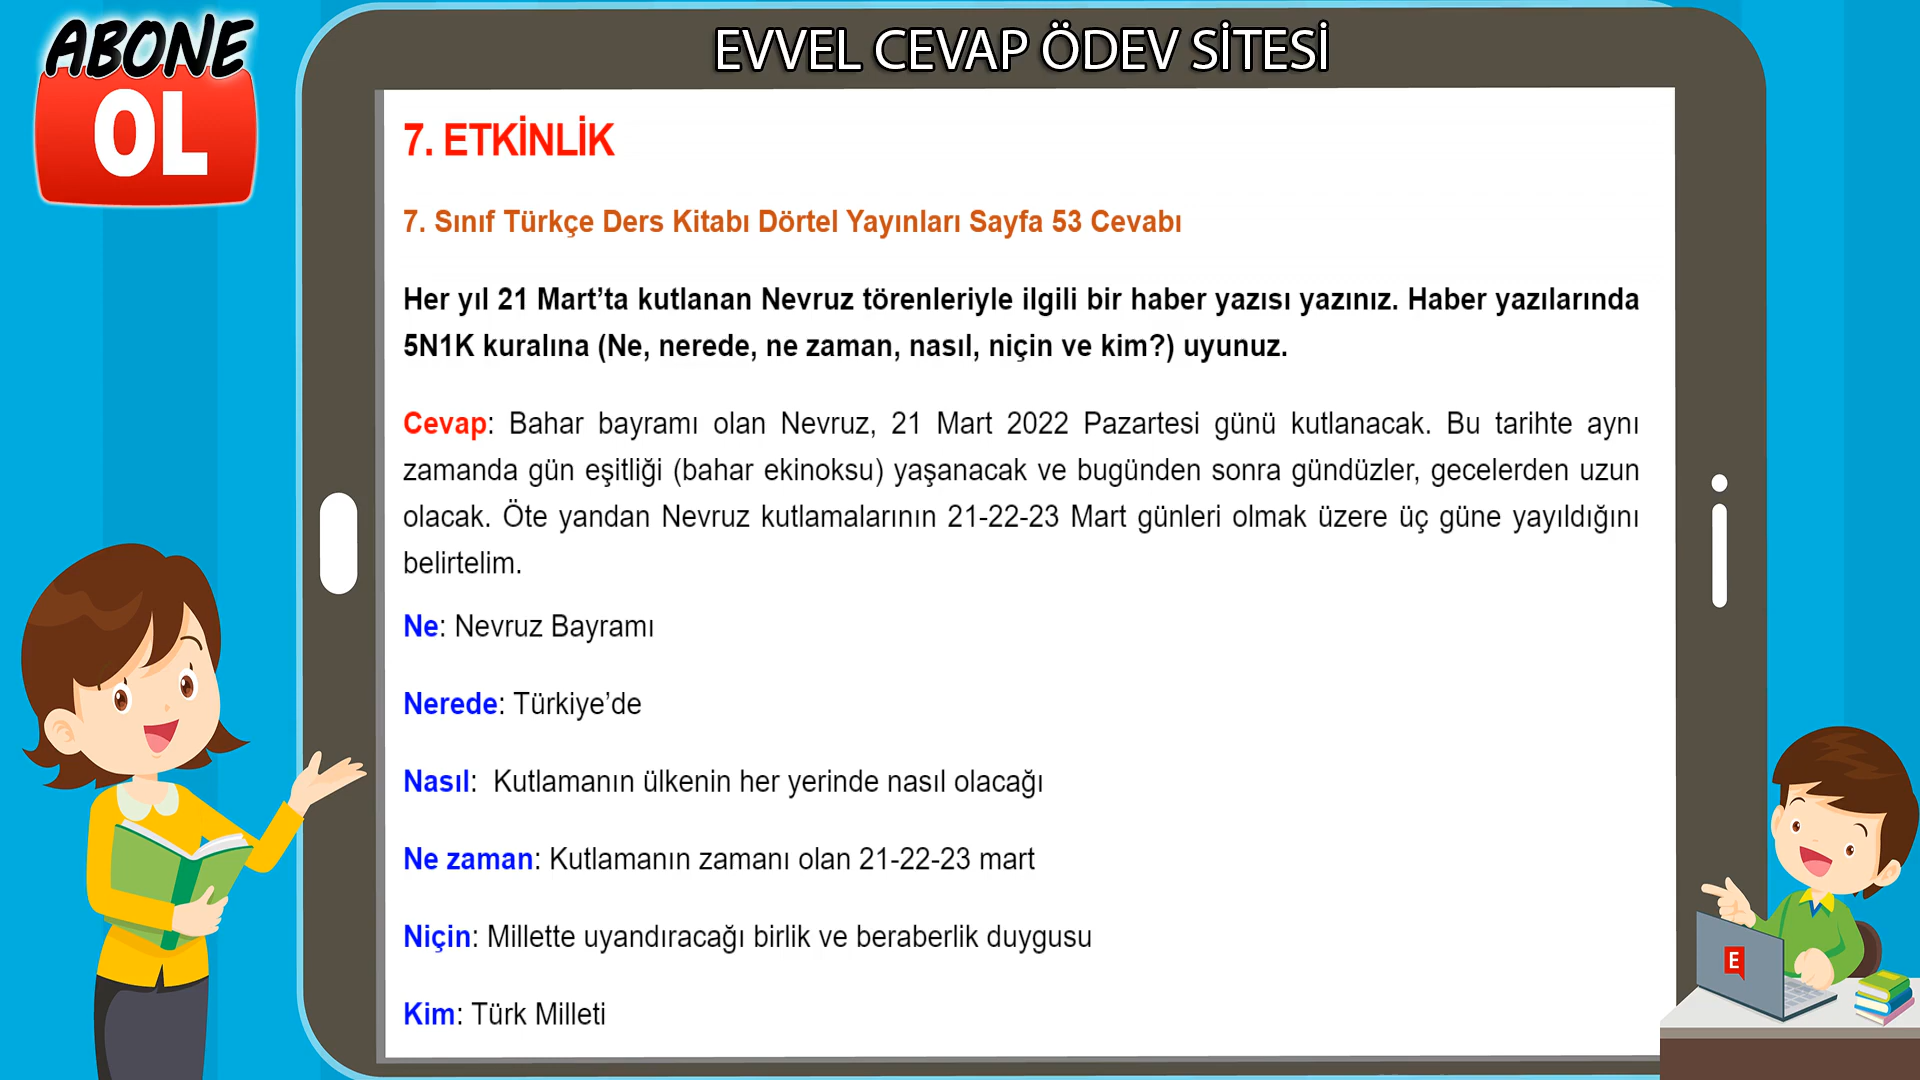 ABONE
OL
EVVEL CEVAP ÖDEV SİTESİ
7. ETKİNLİK
7. Sınıf Türkçe Ders Kitabı Dörtel Yayınları Sayfa 53 Cevabı
Her yıl 21 Mart’ta kutlanan Nevruz törenleriyle ilgili bir haber yazısı yazınız. Haber yazılarında
5N1K kuralına (Ne, nerede, ne zaman, nasıl, niçin ve kim?) uyunuz.
Cevap: Bahar bayramı olan Nevruz, 21 Mart 2022 Pazartesi günü kutlanacak. Bu tarihte aynı
zamanda gün eşitliği (bahar ekinoksu) yaşanacak ve bugünden sonra gündüzler, gecelerden uzun
olacak. Öte yandan Nevruz kutlamalarının 21-22-23 Mart günleri olmak üzere üç güne yayıldığını
belirtelim.
Ne: Nevruz Bayramı
Nerede: Türkiye’de
Nasıl:  Kutlamanın ülkenin her yerinde nasıl olacağı
Ne zaman: Kutlamanın zamanı olan 21-22-23 mart
Niçin: Millette uyandıracağı birlik ve beraberlik duygusu
Kim: Türk Milleti
E